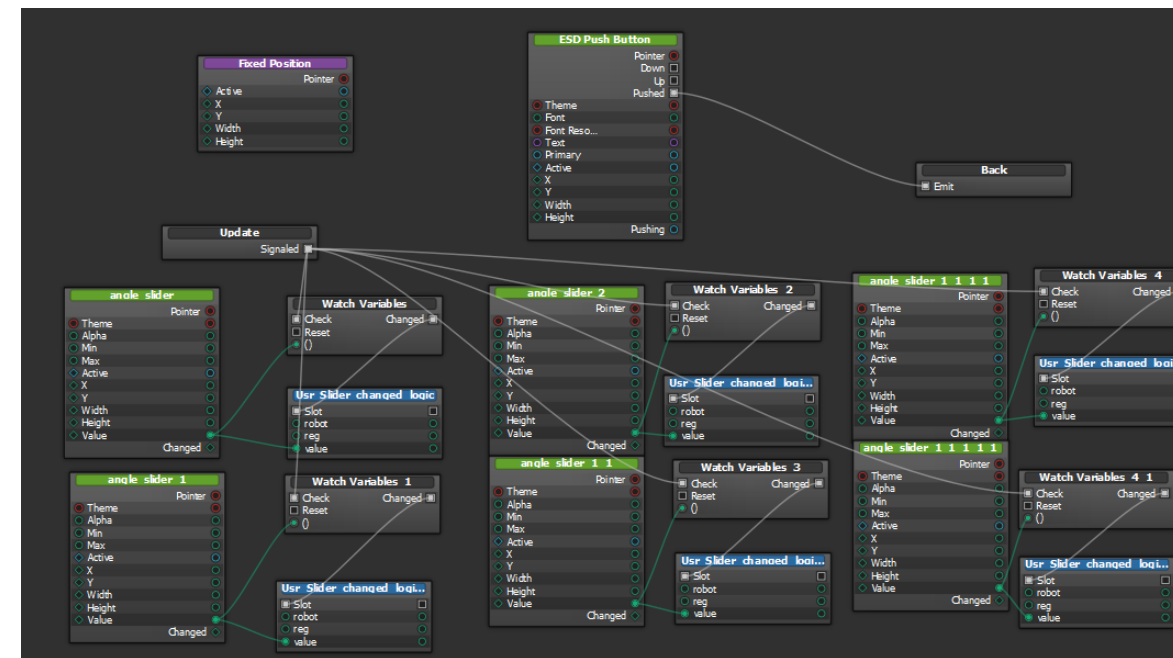 Fixed Position
Pointer
Active
X
Y
Width
Height
ESD Push Button
Pointer
Down
Up
Pushed
Theme
Font
Font Reso...
Text
Primary
Active
X
Y
Width
Height
Pushing
Back
Emit
Update
Signaled
angle slider
Pointer
Theme
Alpha
Min
Max
Active
X
Y
Width
Height
Value
Changed
Watch Variables
Check Changed
Reset
()
Usr Slider changed logic
Slot
robot
reg
value
angle slider 1
Pointer
Theme
Alpha
Min
Max
Active
X
Y
Width
Height
Value
Changed
Watch Variables 1
Check Changed
Reset
()
Usr Slider changed logi...
Slot
robot
reg
value
angle slider 2
Pointer
Theme
Alpha
Min
Max
Active
X
Y
Width
Height
Value
Changed
Watch Variables 2
Check Changed
Reset
()
Usr Slider changed logi...
Slot
robot
reg
value
angle slider 1 1
Pointer
Theme
Alpha
Min
Max
Active
X
Y
Width
Height
Value
Changed
Watch Variables 3
Check Changed
Reset
()
Usr Slider changed logi...
Slot
robot
reg
value
angle slider 1 1 1 1
Pointer
Theme
Alpha
Min
Max
Active
X
Y
Width
Height
Value
Changed
Watch Variables 4
Check Changed
Reset
()
Usr Slider changed logi
Slot
robot
reg
value
angle slider 1 1 1 1 1
Pointer
Theme
Alpha
Min
Max
Active
X
Y
Width
Height
Value
Changed
Watch Variables 4 1
Check Changed
Reset
()
Usr Slider changed logi...
Slot
robot
reg
value